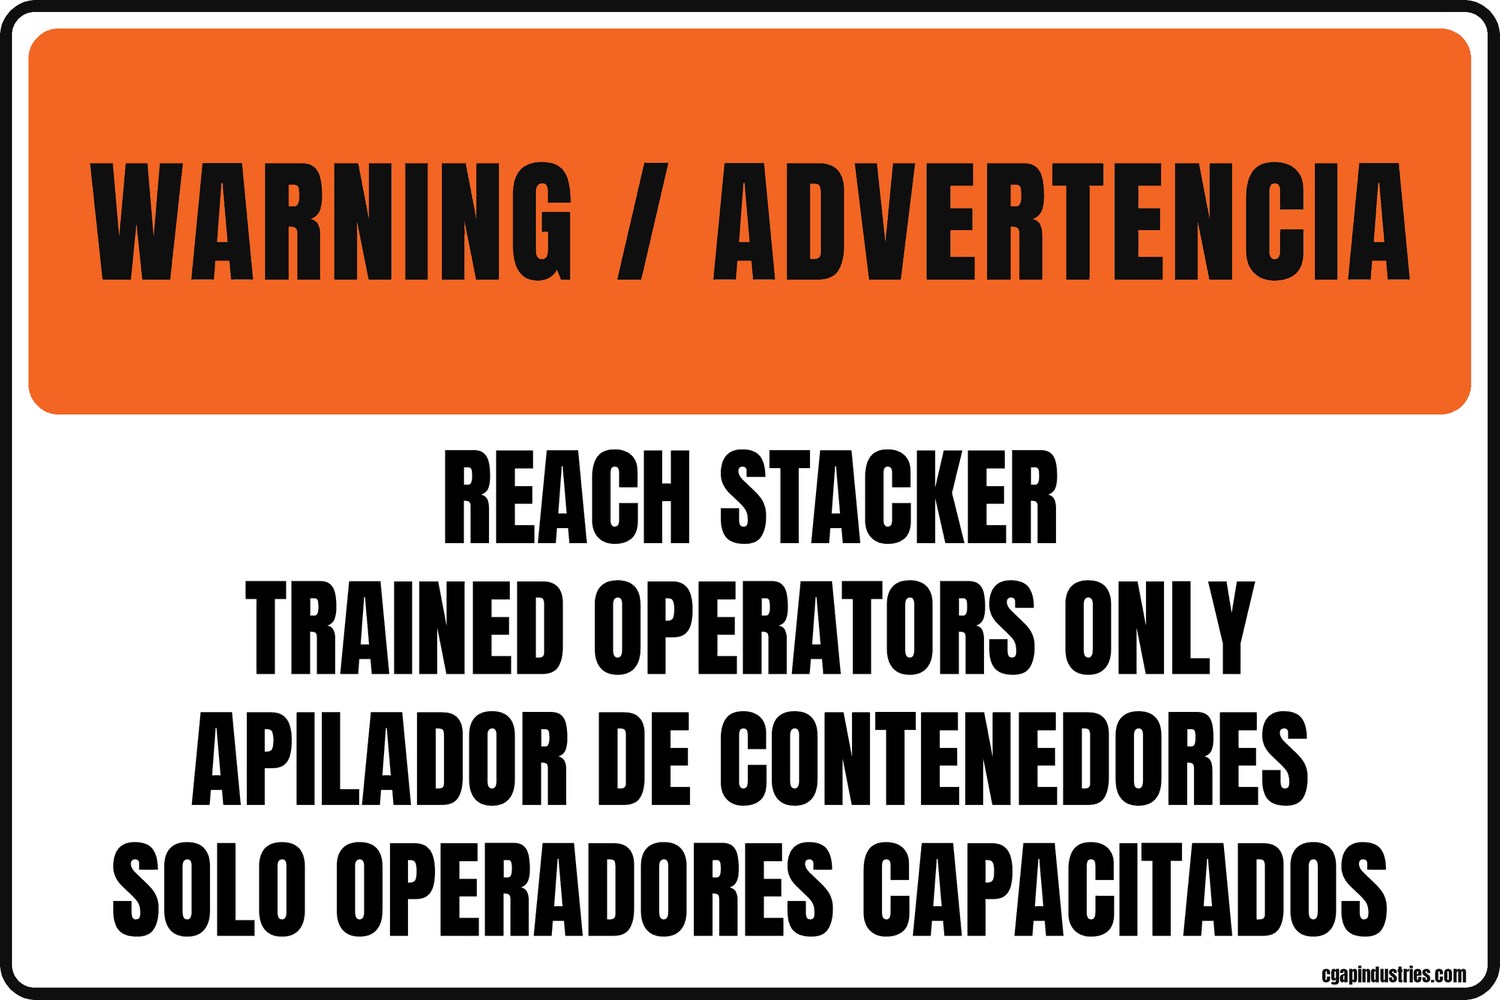 WARNING / ADVERTENCIA
REACH STACKER
TRAINED OPERATORS ONLY
APILADOR DE CONTENEDORES
SOLO OPERADORES CAPACITADOS
cgapindustries.com